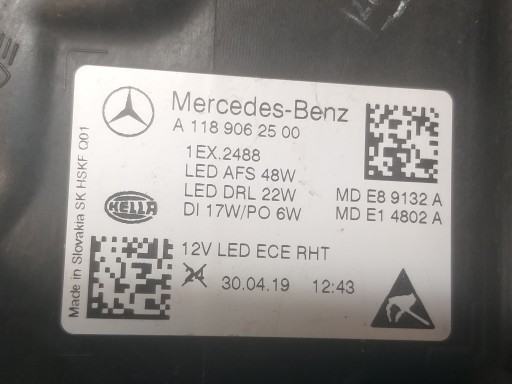 Mercedes-Benz
A 118 906 25 00
1EX.2488
LED AFS 48W
LED DRL 22W MD E8 9132 A
DI 17W/PO 6W MD E1 4802 A
HELLA
12V LED ECE RHT
24 30.04.19 12:43
Made in Slovakia SK HSKF Q01